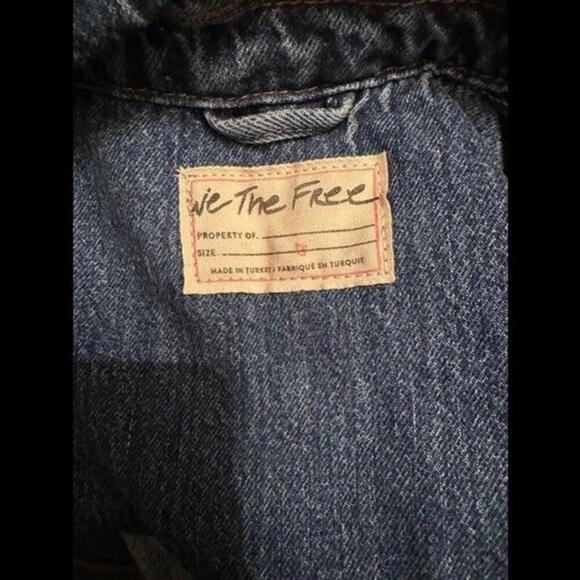 We The Free
PROPERTY OF.
SIZE
MADE IN TURKEY / FABRIQUÉ EN TURQUIE